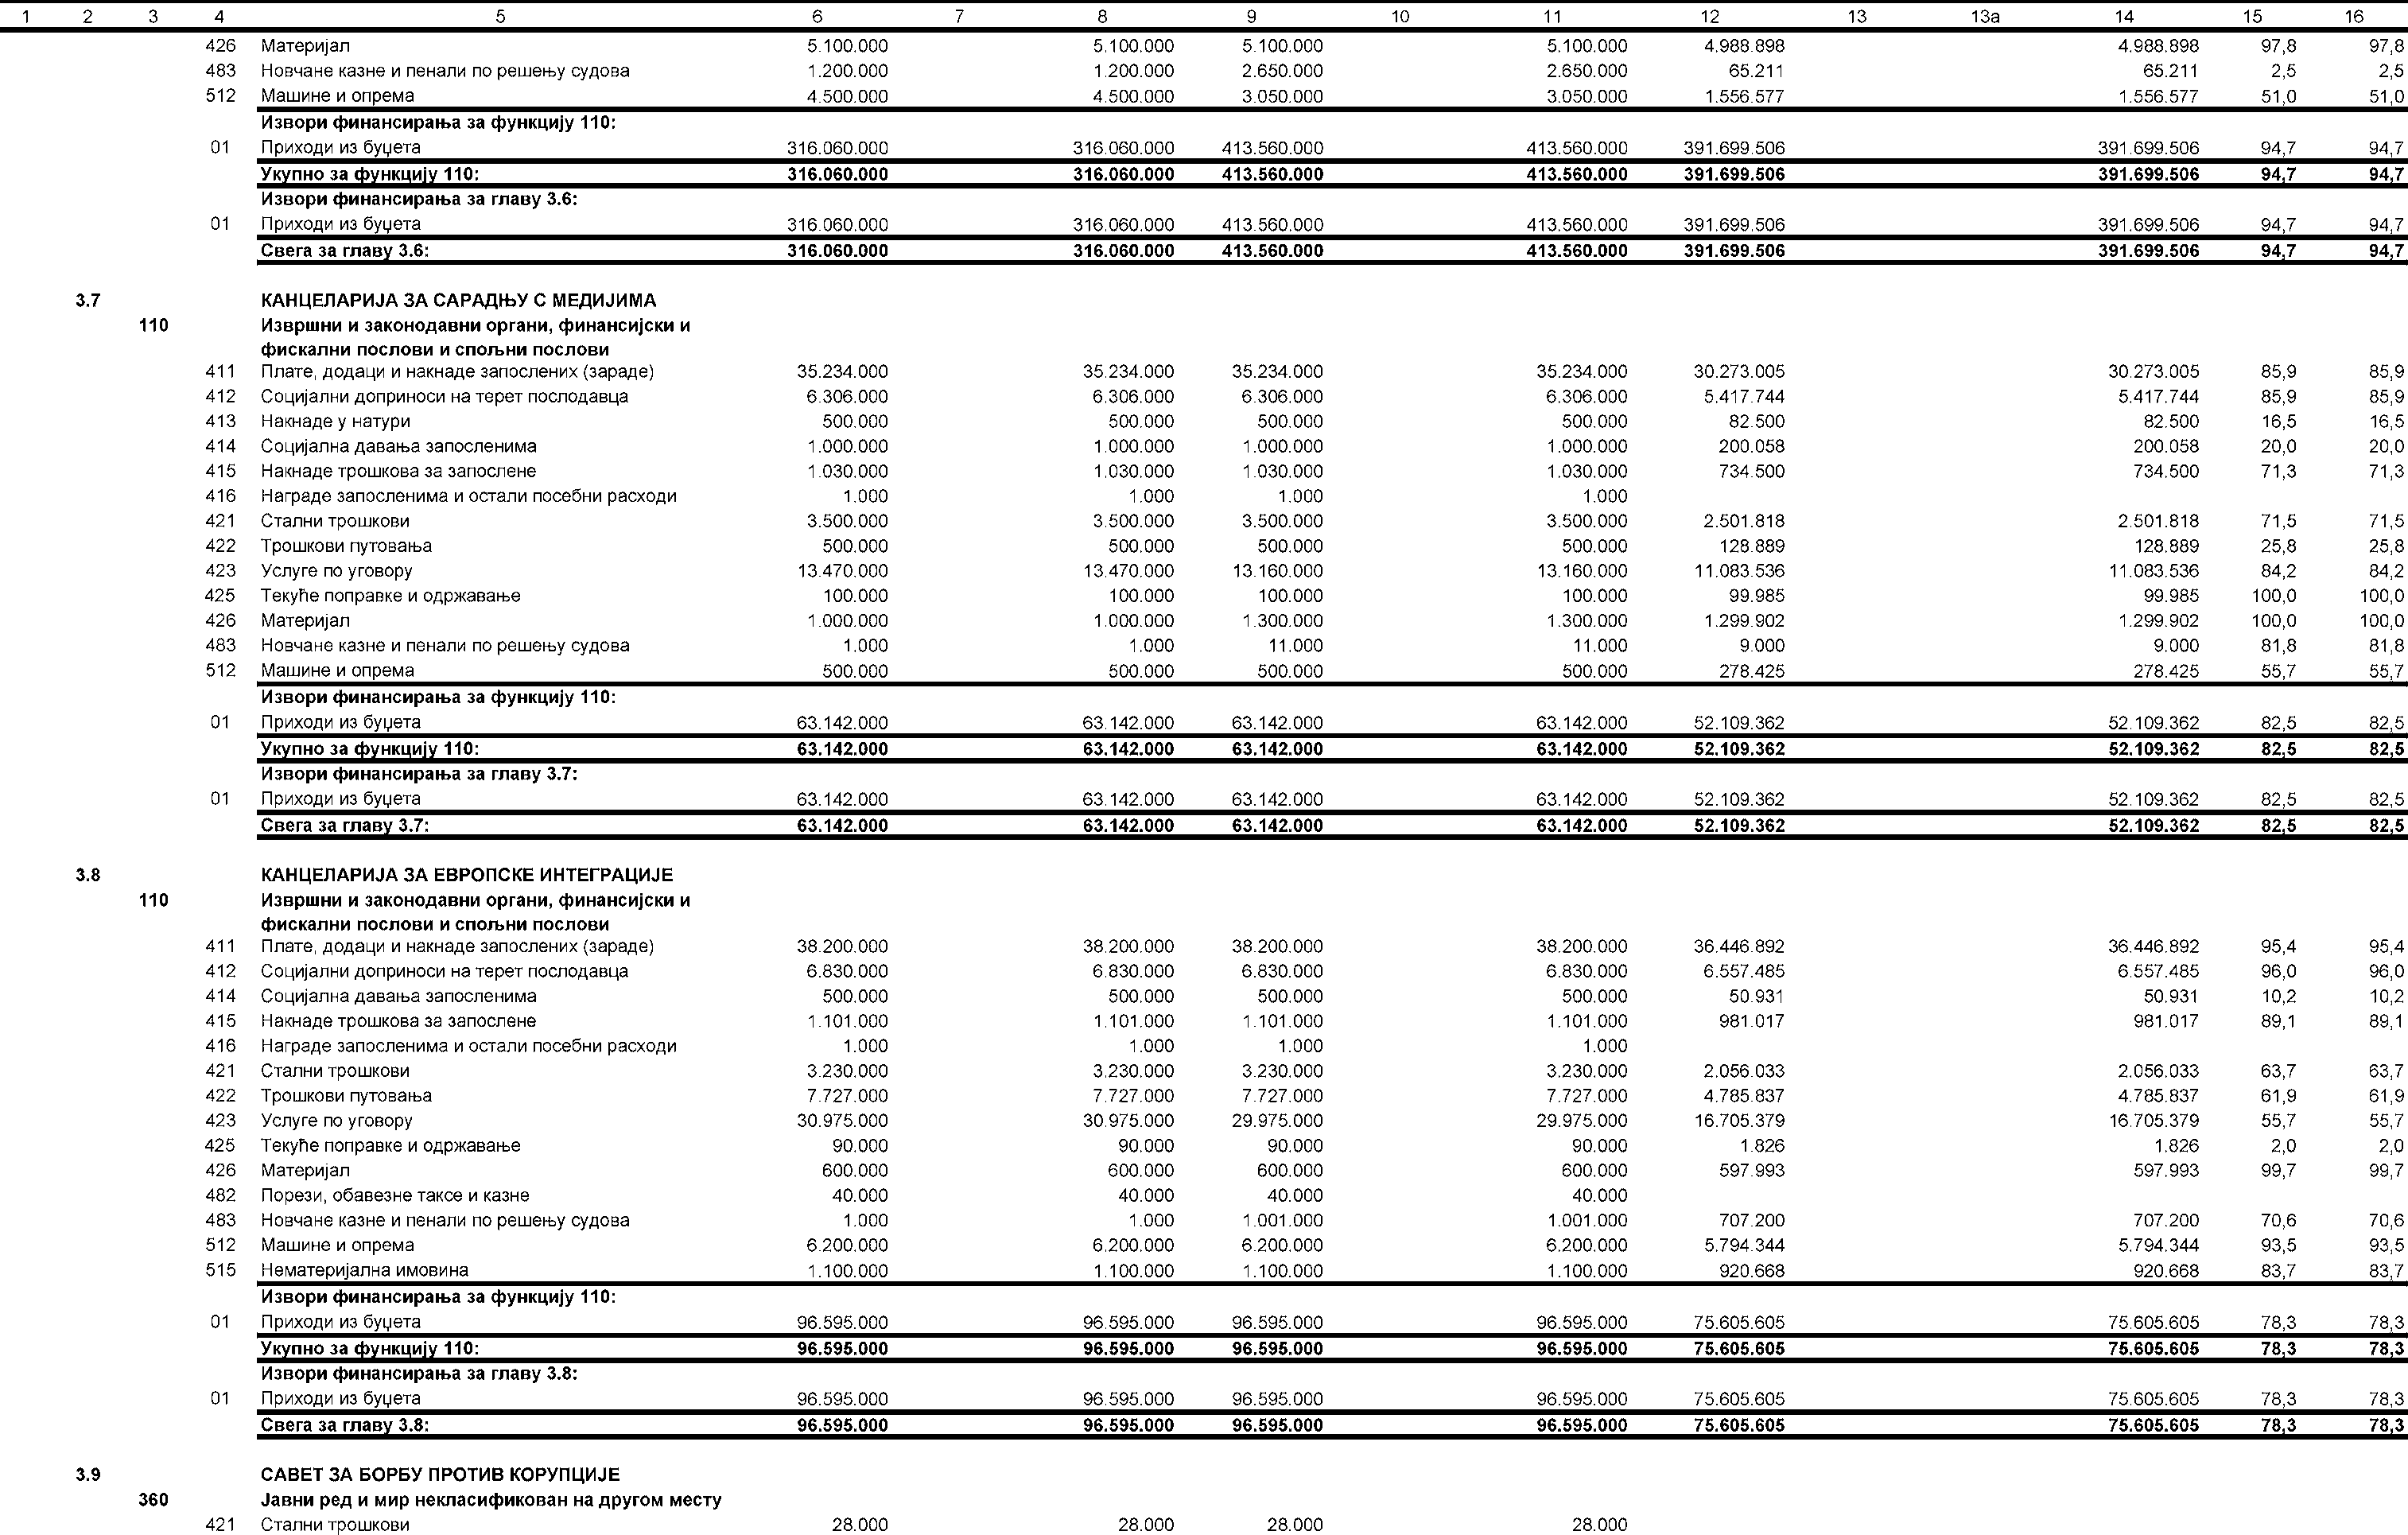 1 2 3 4 5 6 7 8 9 10 11 12 13 13а 14 15 16
426 Материјал 5.100.000 5.100.000 5.100.000 5.100.000 4.988.898 4.988.898 97,8 97,8
483 Новчане казне и пенали по решењу судова 1.200.000 1.200.000 2.650.000 2.650.000 65.211 65.211 2,5 2,5
512 Машине и опрема 4.500.000 4.500.000 3.050.000 3.050.000 1.556.577 1.556.577 51,0 51,0
Извори финансирања за функцију 110:
01 Приходи из буџета 316.060.000 316.060.000 413.560.000 413.560.000 391.699.506 391.699.506 94,7 94,7
Укупно за функцију 110: 316.060.000 316.060.000 413.560.000 413.560.000 391.699.506 391.699.506 94,7 94,7
Извори финансирања за главу 3.6:
01 Приходи из буџета 316.060.000 316.060.000 413.560.000 413.560.000 391.699.506 391.699.506 94,7 94,7
Свега за главу 3.6: 316.060.000 316.060.000 413.560.000 413.560.000 391.699.506 391.699.506 94,7 94,7
3.7 КАНЦЕЛАРИЈА ЗА САРАДЊУ С МЕДИЈИМА
110 Извршни и законодавни органи, финансијски и
фискални послови и спољни послови
411 Плате, додаци и накнаде запослених (зараде) 35.234.000 35.234.000 35.234.000 35.234.000 30.273.005 30.273.005 85,9 85,9
412 Социјални доприноси на терет послодавца 6.306.000 6.306.000 6.306.000 6.306.000 5.417.744 5.417.744 85,9 85,9
413 Накнаде у натури 500.000 500.000 500.000 500.000 82.500 82.500 16,5 16,5
414 Социјална давања запосленима 1.000.000 1.000.000 1.000.000 1.000.000 200.058 200.058 20,0 20,0
415 Накнаде трошкова за запослене 1.030.000 1.030.000 1.030.000 1.030.000 734.500 734.500 71,3 71,3
416 Награде запосленима и остали посебни расходи 1.000 1.000 1.000 1.000
421 Стални трошкови 3.500.000 3.500.000 3.500.000 3.500.000 2.501.818 2.501.818 71,5 71,5
422 Трошкови путовања 500.000 500.000 500.000 500.000 128.889 128.889 25,8 25,8
423 Услуге по уговору 13.470.000 13.470.000 13.160.000 13.160.000 11.083.536 11.083.536 84,2 84,2
425 Текуће поправке и одржавање 100.000 100.000 100.000 100.000 99.985 99.985 100,0 100,0
426 Материјал 1.000.000 1.000.000 1.300.000 1.300.000 1.299.902 1.299.902 100,0 100,0
483 Новчане казне и пенали по решењу судова 1.000 1.000 11.000 11.000 9.000 9.000 81,8 81,8
512 Машине и опрема 500.000 500.000 500.000 500.000 278.425 278.425 55,7 55,7
Извори финансирања за функцију 110:
01 Приходи из буџета 63.142.000 63.142.000 63.142.000 63.142.000 52.109.362 52.109.362 82,5 82,5
Укупно за функцију 110: 63.142.000 63.142.000 63.142.000 63.142.000 52.109.362 52.109.362 82,5 82,5
Извори финансирања за главу 3.7:
01 Приходи из буџета 63.142.000 63.142.000 63.142.000 63.142.000 52.109.362 52.109.362 82,5 82,5
Свега за главу 3.7: 63.142.000 63.142.000 63.142.000 63.142.000 52.109.362 52.109.362 82,5 82,5
3.8 КАНЦЕЛАРИЈА ЗА ЕВРОПСКЕ ИНТЕГРАЦИЈЕ
110 Извршни и законодавни органи, финансијски и
фискални послови и спољни послови
411 Плате, додаци и накнаде запослених (зараде) 38.200.000 38.200.000 38.200.000 38.200.000 36.446.892 36.446.892 95,4 95,4
412 Социјални доприноси на терет послодавца 6.830.000 6.830.000 6.830.000 6.830.000 6.557.485 6.557.485 96,0 96,0
414 Социјална давања запосленима 500.000 500.000 500.000 500.000 50.931 50.931 10,2 10,2
415 Накнаде трошкова за запослене 1.101.000 1.101.000 1.101.000 1.101.000 981.017 981.017 89,1 89,1
416 Награде запосленима и остали посебни расходи 1.000 1.000 1.000 1.000
421 Стални трошкови 3.230.000 3.230.000 3.230.000 3.230.000 2.056.033 2.056.033 63,7 63,7
422 Трошкови путовања 7.727.000 7.727.000 7.727.000 7.727.000 4.785.837 4.785.837 61,9 61,9
423 Услуге по уговору 30.975.000 30.975.000 29.975.000 29.975.000 16.705.379 16.705.379 55,7 55,7
425 Текуће поправке и одржавање 90.000 90.000 90.000 90.000 1.826 1.826 2,0 2,0
426 Материјал 600.000 600.000 600.000 600.000 597.993 597.993 99,7 99,7
482 Порези, обавезне таксе и казне 40.000 40.000 40.000 40.000
483 Новчане казне и пенали по решењу судова 1.000 1.000 1.001.000 1.001.000 707.200 707.200 70,6 70,6
512 Машине и опрема 6.200.000 6.200.000 6.200.000 6.200.000 5.794.344 5.794.344 93,5 93,5
515 Нематеријална имовина 1.100.000 1.100.000 1.100.000 1.100.000 920.668 920.668 83,7 83,7
Извори финансирања за функцију 110:
01 Приходи из буџета 96.595.000 96.595.000 96.595.000 96.595.000 75.605.605 75.605.605 78,3 78,3
Укупно за функцију 110: 96.595.000 96.595.000 96.595.000 96.595.000 75.605.605 75.605.605 78,3 78,3
Извори финансирања за главу 3.8:
01 Приходи из буџета 96.595.000 96.595.000 96.595.000 96.595.000 75.605.605 75.605.605 78,3 78,3
Свега за главу 3.8: 96.595.000 96.595.000 96.595.000 96.595.000 75.605.605 75.605.605 78,3 78,3
3.9 САВЕТ ЗА БОРБУ ПРОТИВ КОРУПЦИЈЕ
360 Јавни ред и мир некласификован на другом месту
421 Стални трошкови 28.000 28.000 28.000 28.000